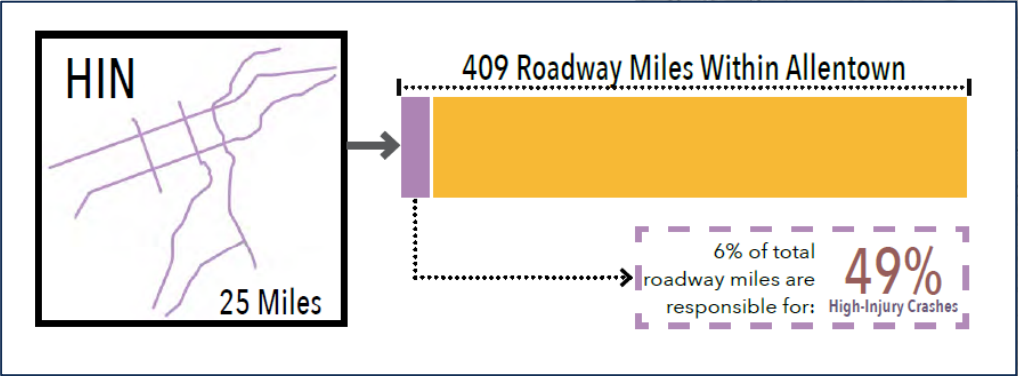 HIN
25 Miles
409 Roadway Miles Within Allentown
6% of total
roadway miles are
responsible for:
49%
High-Injury Crashes